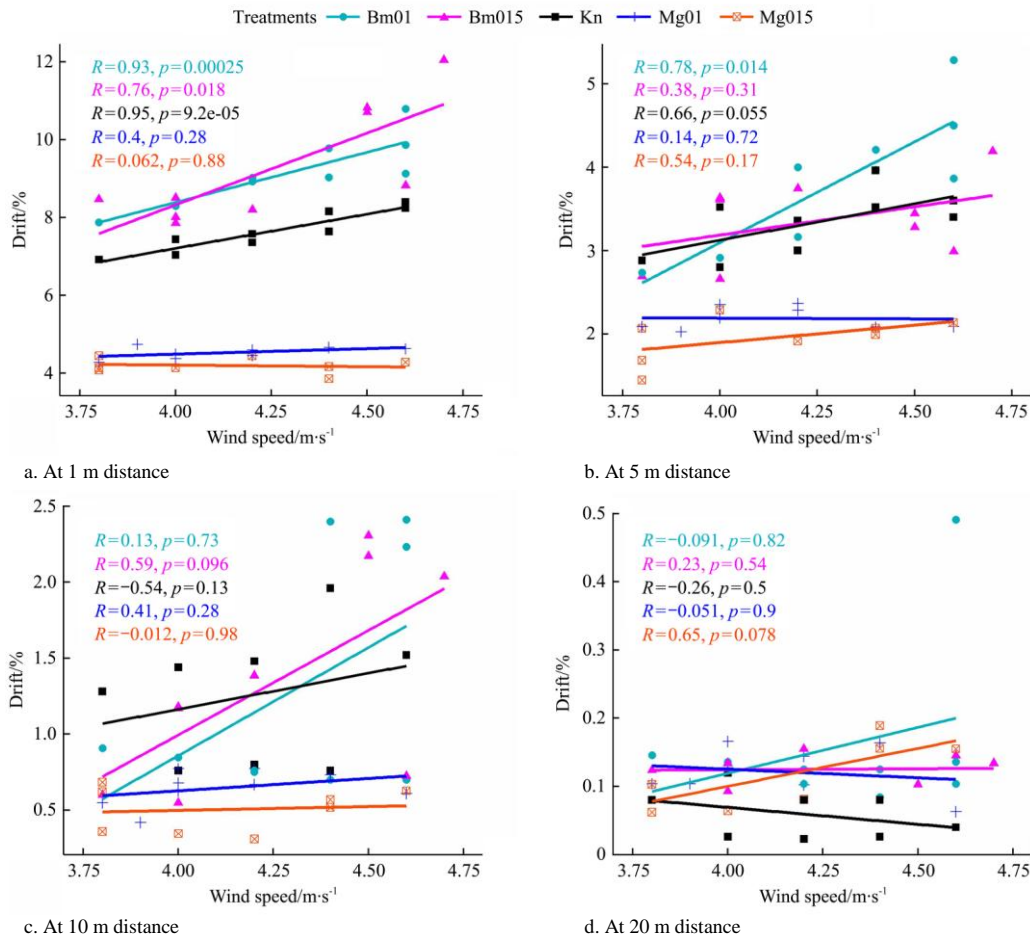 Treatments Bm01 Bm015 Kn Mg01 Mg015
R=0.93, p=0.00025
R=0.76, p=0.018
R=0.95, p=9.2e-05
R=0.4, p=0.28
R=0.062, p=0.88
12
10
8
6
4
Drift/%
3.75 4.00 4.25 4.50 4.75
Wind speed/m·s⁻¹
a. At 1 m distance
R=0.78, p=0.014
R=0.38, p=0.31
R=0.66, p=0.055
R=0.14, p=0.72
R=0.54, p=0.17
5
4
3
2
Drift/%
3.75 4.00 4.25 4.50 4.75
Wind speed/m·s⁻¹
b. At 5 m distance
R=0.13, p=0.73
R=0.59, p=0.096
R=−0.54, p=0.13
R=0.41, p=0.28
R=−0.012, p=0.98
2.5
2.0
1.5
1.0
0.5
Drift/%
3.75 4.00 4.25 4.50 4.75
Wind speed/m·s⁻¹
c. At 10 m distance
R=−0.091, p=0.82
R=0.23, p=0.54
R=−0.26, p=0.5
R=−0.051, p=0.9
R=0.65, p=0.078
0.5
0.4
0.3
0.2
0.1
0
Drift/%
3.75 4.00 4.25 4.50 4.75
Wind speed/m·s⁻¹
d. At 20 m distance